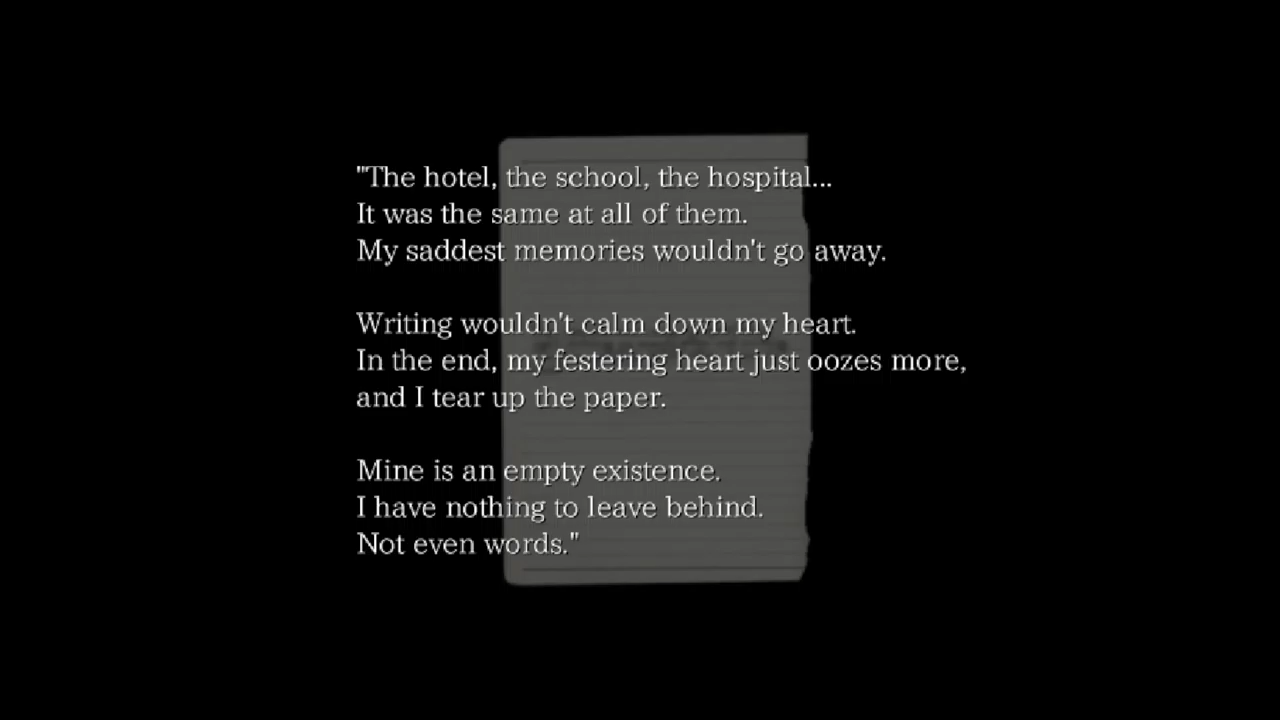 "The hotel, the school, the hospital...
It was the same at all of them.
My saddest memories wouldn't go away.
Writing wouldn't calm down my heart.
In the end, my festering heart just oozes more,
and I tear up the paper.
Mine is an empty existence.
I have nothing to leave behind.
Not even words."